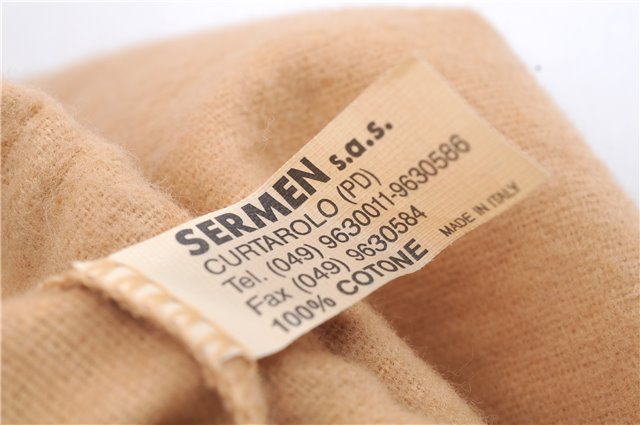 SERMEN s.a.s.
CURTAROLO (PD)
Tel. (049) 9630011-9630586
Fax (049) 9630584
100% COTONE MADE IN ITALY